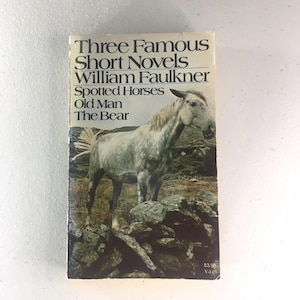 Three Famous
Short Novels
William Faulkner
Spotted Horses
Old Man
The Bear